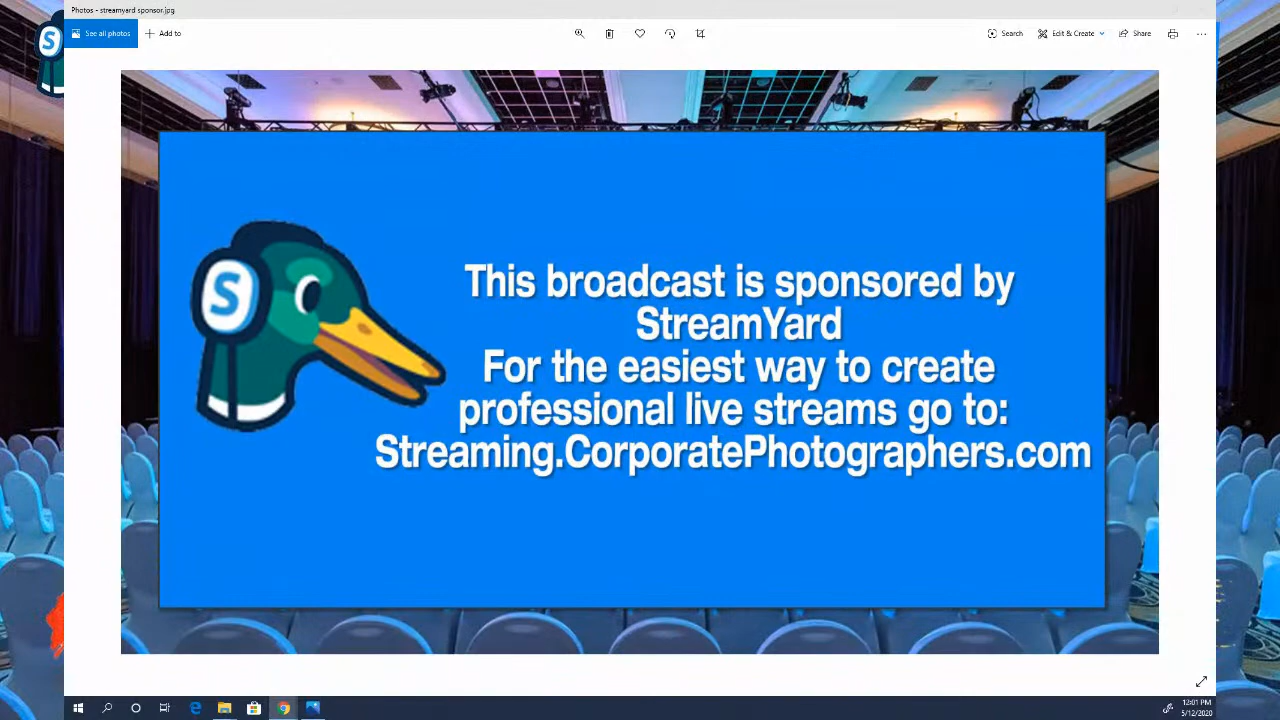 Photos - streamyard sponsor.jpg
See all photos
Add to
Search
Edit & Create
Share
S
S
This broadcast is sponsored by
StreamYard
For the easiest way to create
professional live streams go to:
Streaming.CorporatePhotographers.com
12:01 PM
5/12/2020